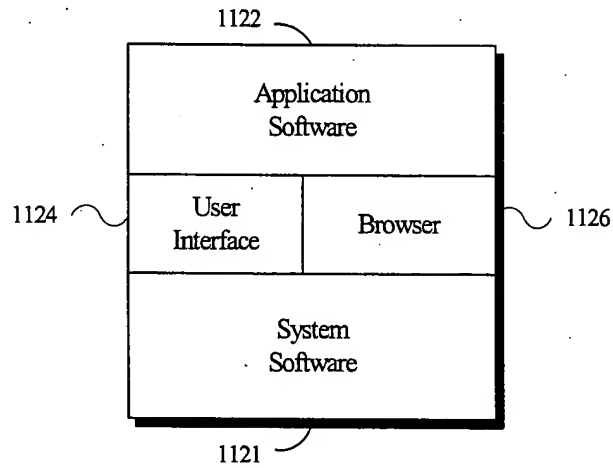 1122
Application
Software
1124
User
Interface
Browser
1126
System
Software
1121